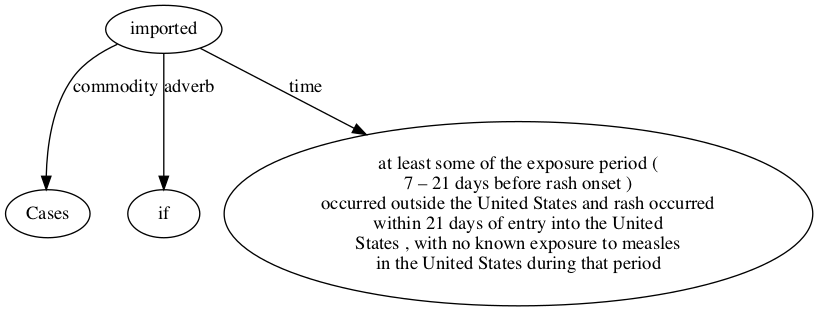 imported
commodity
adverb
time
Cases
if
at least some of the exposure period (
7 – 21 days before rash onset )
occurred outside the United States and rash occurred
within 21 days of entry into the United
States , with no known exposure to measles
in the United States during that period